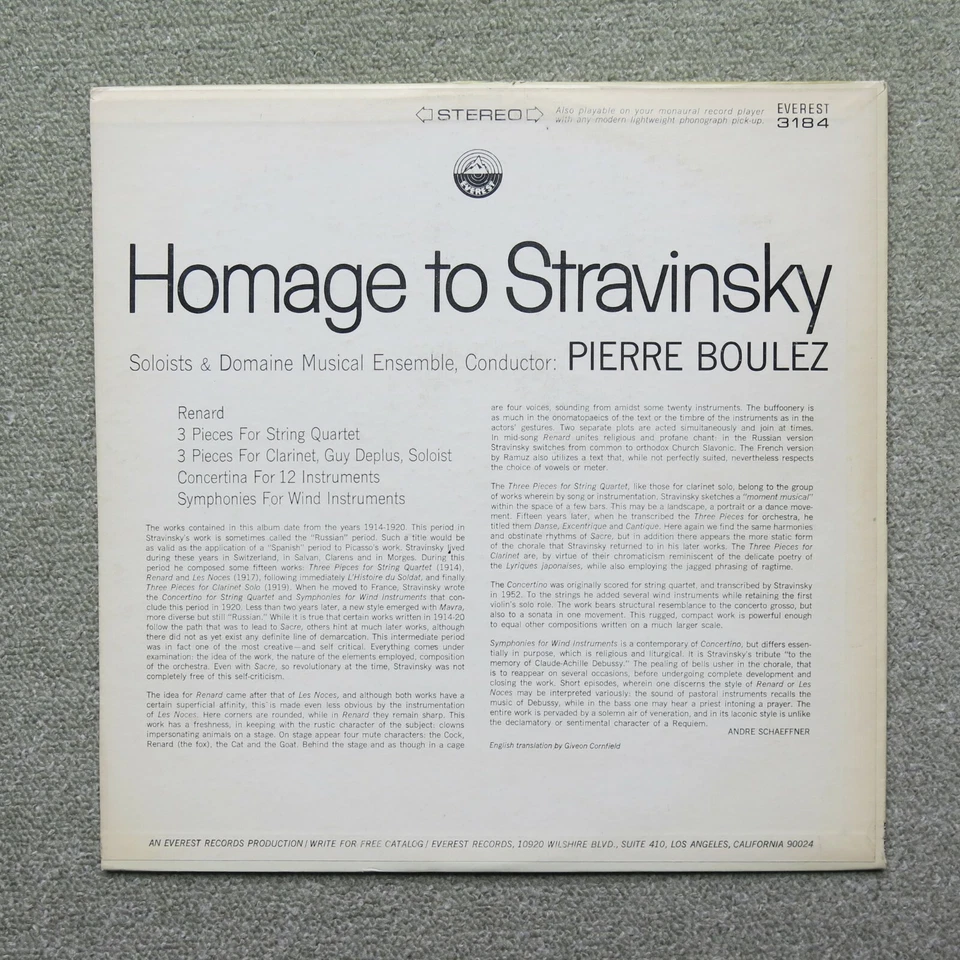 STEREO
Also playable on your monaural record player
with any modern lightweight phonograph pick-up.
EVEREST
3184
EVEREST
Homage to Stravinsky
Soloists & Domaine Musical Ensemble, Conductor: PIERRE BOULEZ
Renard
3 Pieces For String Quartet
3 Pieces For Clarinet, Guy Deplus, Soloist
Concertina For 12 Instruments
Symphonies For Wind Instruments
The works contained in this album date from the years 1914-1920. This period in
Stravinsky's work is sometimes called the "Russian" period. Such a title would be
as valid as the application of a "Spanish" period to Picasso's work. Stravinsky lived
during these years in Switzerland, in Salvan, Clarens and in Morges. During this
period he composed some fifteen works: Three Pieces for String Quartet (1914),
Renard and Les Noces (1917), following immediately L'Histoire du Soldat, and finally
Three Pieces for Clarinet Solo (1919). When he moved to France, Stravinsky wrote
the Concertino for String Quartet and Symphonies for Wind Instruments that con-
clude this period in 1920. Less than two years later, a new style emerged with Mavra,
more diverse but still "Russian." While it is true that certain works written in 1914-20
follow the path that was to lead to Sacre, others hint at much later works, although
there did not as yet exist any definite line of demarcation. This intermediate period
was in fact one of the most creative—and self critical. Everything comes under
examination: the idea of the work, the nature of the elements employed, composition
of the orchestra. Even with Sacre, so revolutionary at the time, Stravinsky was not
completely free of this self-criticism.
The idea for Renard came after that of Les Noces, and although both works have a
certain superficial affinity, this is made even less obvious by the instrumentation
of Les Noces. Here corners are rounded, while in Renard they remain sharp. This
work has a freshness, in keeping with the rustic character of the subject: clowns
impersonating animals on a stage. On stage appear four mute characters: the Cock,
Renard (the fox), the Cat and the Goat. Behind the stage and as though in a cage
are four voices, sounding from amidst some twenty instruments. The buffoonery is
as much in the onomatopaeics of the text or the timbre of the instruments as in the
actors' gestures. Two separate plots are acted simultaneously and join at times.
In mid-song Renard unites religious and profane chant: in the Russian version
Stravinsky switches from common to orthodox Church Slavonic. The French version
by Ramuz also utilizes a text that, while not perfectly suited, nevertheless respects
the choice of vowels or meter.
The Three Pieces for String Quartet, like those for clarinet solo, belong to the group
of works wherein by song or instrumentation, Stravinsky sketches a "moment musical"
within the space of a few bars. This may be a landscape, a portrait or a dance move-
ment. Fifteen years later, when he transcribed the Three Pieces for orchestra, he
titled them Danse, Excentrique and Cantique. Here again we find the same harmonies
and obstinate rhythms of Sacre, but in addition there appears the more static form
of the chorale that Stravinsky returned to in his later works. The Three Pieces for
Clarinet are, by virtue of their chromaticism reminiscent of the delicate poetry of
the Lyriques japonaises, while also employing the jagged phrasing of ragtime.
The Concertino was originally scored for string quartet, and transcribed by Stravinsky
in 1952. To the strings he added several wind instruments while retaining the first
violin's solo role. The work bears structural resemblance to the concerto grosso, but
also to a sonata in one movement. This rugged, compact work is powerful enough
to equal other compositions written on a much larger scale.
Symphonies for Wind Instruments is a contemporary of Concertino, but differs essen-
tially in purpose, which is religious and liturgical. It is Stravinsky's tribute "to the
memory of Claude-Achille Debussy." The pealing of bells usher in the chorale, that
is to reappear on several occasions, before undergoing complete development and
closing the work. Short episodes, wherein one discerns the style of Renard or Les
Noces may be interpreted variously: the sound of pastoral instruments recalls the
music of Debussy, while in the bass one may hear a priest intoning a prayer. The
entire work is pervaded by a solemn air of veneration, and in its laconic style is unlike
the declamatory or sentimental character of a Requiem.
ANDRE SCHAEFFNER
English translation by Giveon Cornfield
AN EVEREST RECORDS PRODUCTION / WRITE FOR FREE CATALOG / EVEREST RECORDS, 10920 WILSHIRE BLVD., SUITE 410, LOS ANGELES, CALIFORNIA 90024